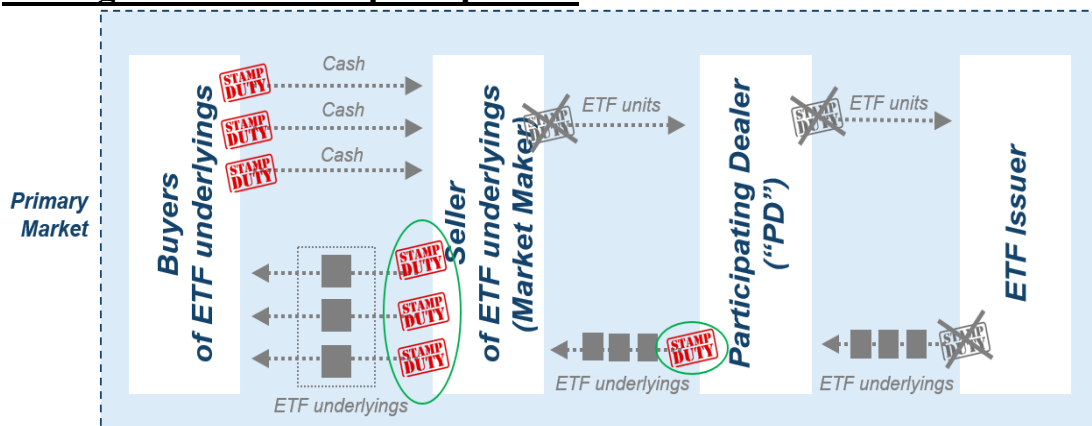 Cash
Cash
Cash
STAMP DUTY
STAMP DUTY
STAMP DUTY
STAMP DUTY
ETF units
STAMP DUTY
ETF units
Primary
Market
Buyers
of ETF underlyings
Seller
of ETF underlyings
(Market Maker)
Participating Dealer
(“PD”)
ETF Issuer
STAMP DUTY
STAMP DUTY
STAMP DUTY
STAMP DUTY
STAMP DUTY
ETF underlyings
ETF underlyings
ETF underlyings